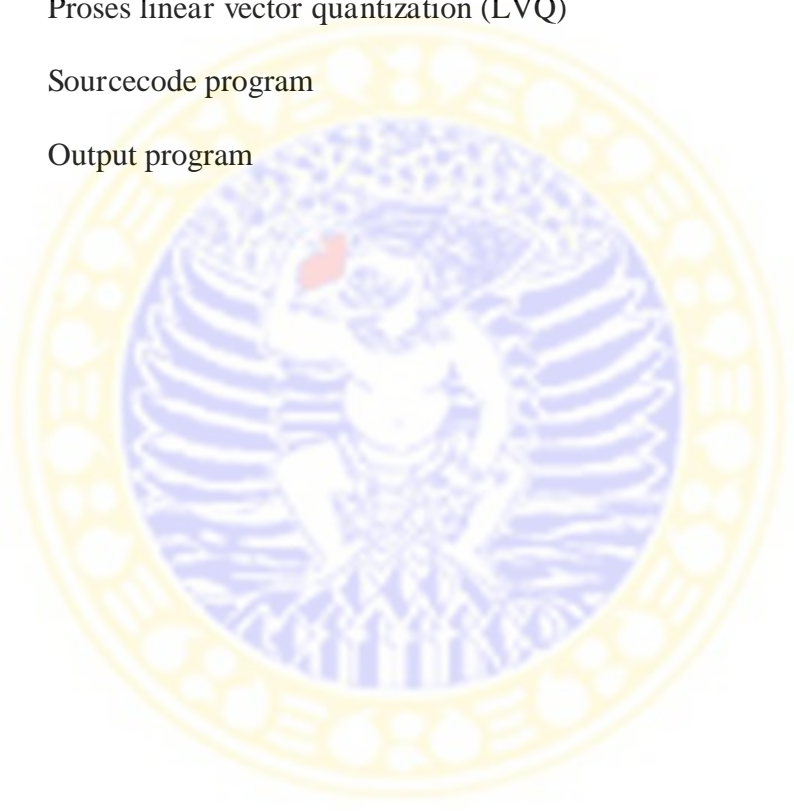 Proses linear vector quantization (LVQ)
Sourcecode program
Output program